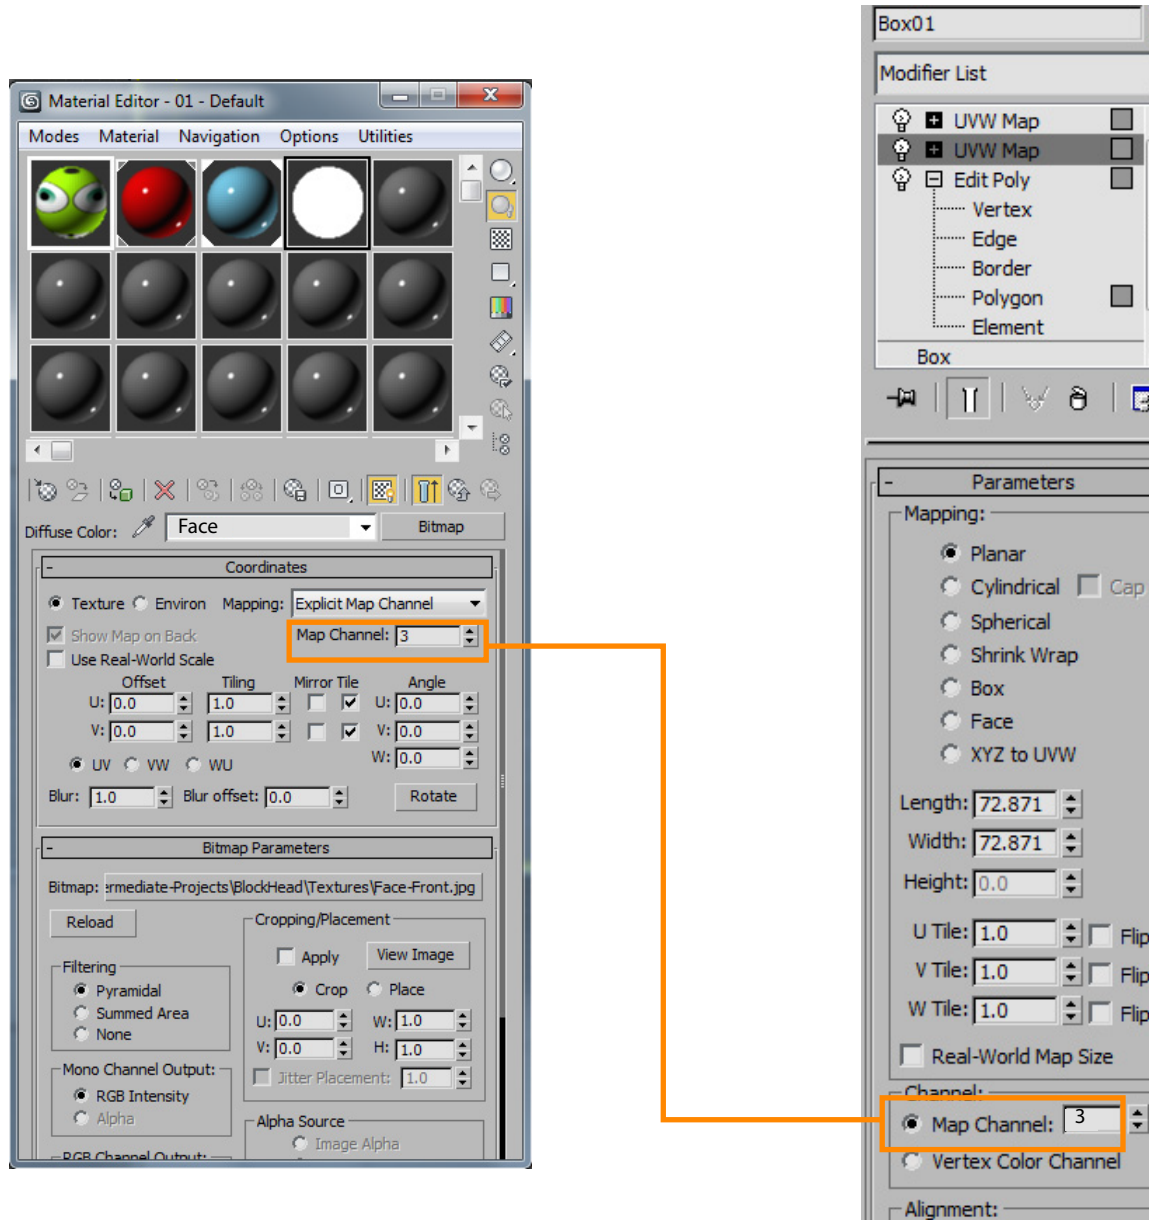 Material Editor - 01 - Default
Modes Material Navigation Options Utilities
Diffuse Color: Face Bitmap
- Coordinates
Texture Environ Mapping: Explicit Map Channel
Show Map on Back Map Channel: 3
Use Real-World Scale
Offset Tiling Mirror Tile Angle
U: 0.0 1.0 U: 0.0
V: 0.0 1.0 V: 0.0
UV VW WU W: 0.0
Blur: 1.0 Blur offset: 0.0 Rotate
- Bitmap Parameters
Bitmap: ermediate-Projects\BlockHead\Textures\Face-Front.jpg
Reload Cropping/Placement
Apply View Image
Filtering
Pyramidal Crop Place
Summed Area U: 0.0 W: 1.0
None V: 0.0 H: 1.0
Mono Channel Output: Jitter Placement: 1.0
RGB Intensity
Alpha Alpha Source
Image Alpha
RGB Channel Output:
Box01
Modifier List
UVW Map
UVW Map
Edit Poly
Vertex
Edge
Border
Polygon
Element
Box
- Parameters
Mapping:
Planar
Cylindrical Cap
Spherical
Shrink Wrap
Box
Face
XYZ to UVW
Length: 72.871
Width: 72.871
Height: 0.0
U Tile: 1.0 Flip
V Tile: 1.0 Flip
W Tile: 1.0 Flip
Real-World Map Size
Channel:
Map Channel: 3
Vertex Color Channel
Alignment: